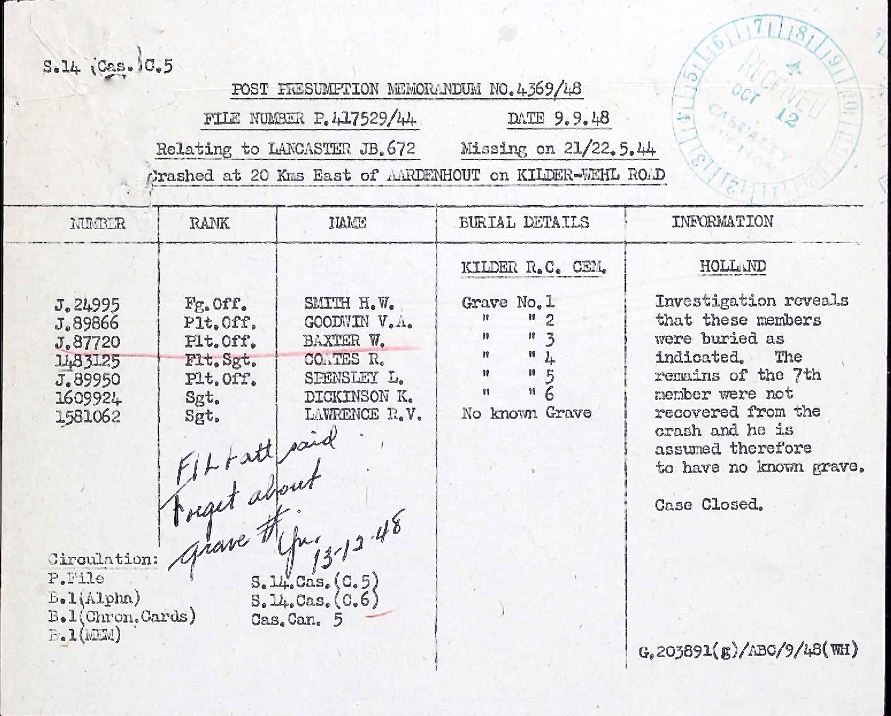 S.14 (Cas.)C.5
POST PRESUMPTION MEMORANDUM NO.4369/48
FILE NUMBER P.417529/44 DATE 9.9.48
Relating to LANCASTER JB.672 Missing on 21/22.5.44
Crashed at 20 Kms East of AARDENHOUT on KILDER-WEHL ROAD
RECEIVED
OCT 12
CASUALTY
NUMBER RANK NAME BURIAL DETAILS INFORMATION
KILDER R.C. CEM. HOLLAND
J.24995 Fg.Off. SMITH H.W. Grave No.1 Investigation reveals
J.89866 Plt.Off. GOODWIN V.A. " " 2 that these members
J.87720 Plt.Off. BAXTER W. " " 3 were buried as
1483125 Flt.Sgt. COATES R. " " 4 indicated. The
J.89950 Plt.Off. SPENSLEY L. " " 5 remains of the 7th
1609924 Sgt. DICKINSON K. " " 6 member were not
1581062 Sgt. LAWRENCE R.V. No known Grave recovered from the
crash and he is
assumed therefore
to have no known grave.
Case Closed.
said
Forget about
grave #.
13-12-48
Circulation:
P.File S.14.Cas.(C.5)
B.1(Alpha) S.14.Cas.(C.6)
B.1(Chron.Cards) Cas.Can. 5
B.1(MEM)
G.203891(g)/ABC/9/48(WH)